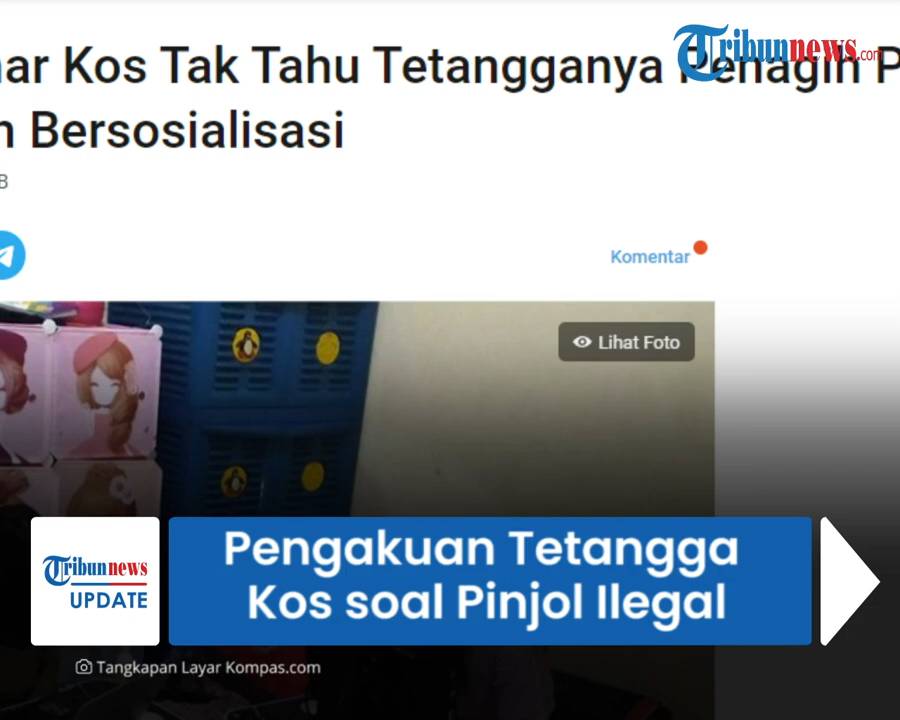 Tribunnews.com
ar Kos Tak Tahu Tetangganya Penagih P
n Bersosialisasi
B
Komentar
Lihat Foto
Tribunnews
UPDATE
Pengakuan Tetangga
Kos soal Pinjol Ilegal
Tangkapan Layar Kompas.com